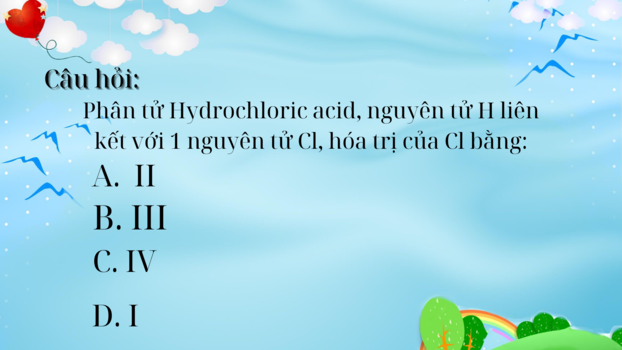 Câu hỏi:
Phân tử Hydrochloric acid, nguyên tử H liên
kết với 1 nguyên tử Cl, hóa trị của Cl bằng:
A. II
B. III
C. IV
D. I